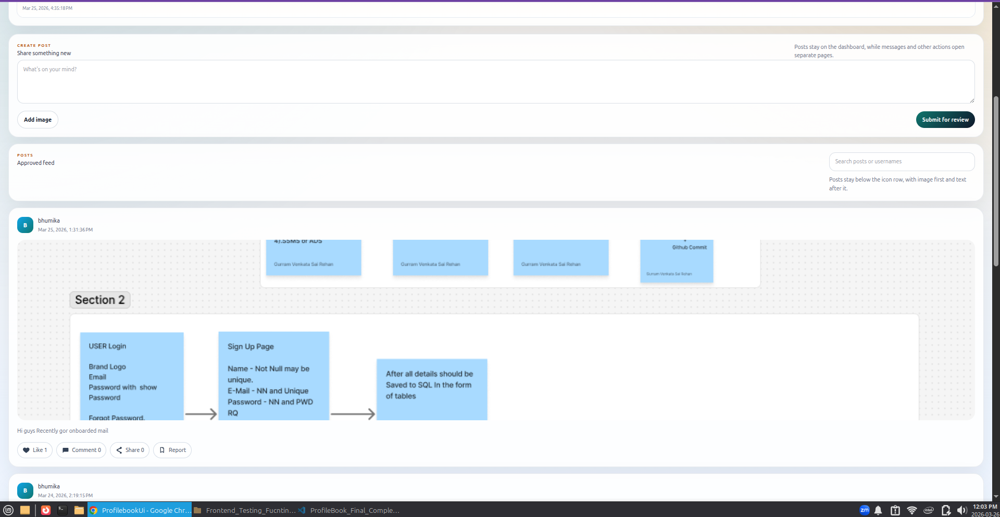 Mar 25, 2026, 4:35:18 PM
CREATE POST
Share something new
Posts stay on the dashboard, while messages and other actions open
separate pages.
What's on your mind?
Add image
Submit for review
POSTS
Approved feed
Search posts or usernames
Posts stay below the icon row, with image first and text
after it.
B
bhumika
Mar 25, 2026, 1:31:36 PM
4).SSMS or ADS
Gurram Venkata Sai Rehan
Gurram Venkata Sai Rehan
Gurram Venkata Sai Rehan
Github Commit
Gurram Venkata Sai Rehan
Section 2
USER Login
Brand Logo
Email
Password with show
Password
Forgot Password.
Sign Up Page
Name - Not Null may be
unique.
E-Mail - NN and Unique
Password - NN and PWD
RQ
After all details should be
Saved to SQL In the form
of tables
Hi guys Recently gor onboarded mail
Like 1
Comment 0
Share 0
Report
B
bhumika
Mar 24, 2026, 2:19:15 PM
ProfilebookUi - Google Chr...
Frontend_Testing_Fucntin...
ProfileBook_Final_Comple...
zm
intel
12:03 PM
2026-03-26